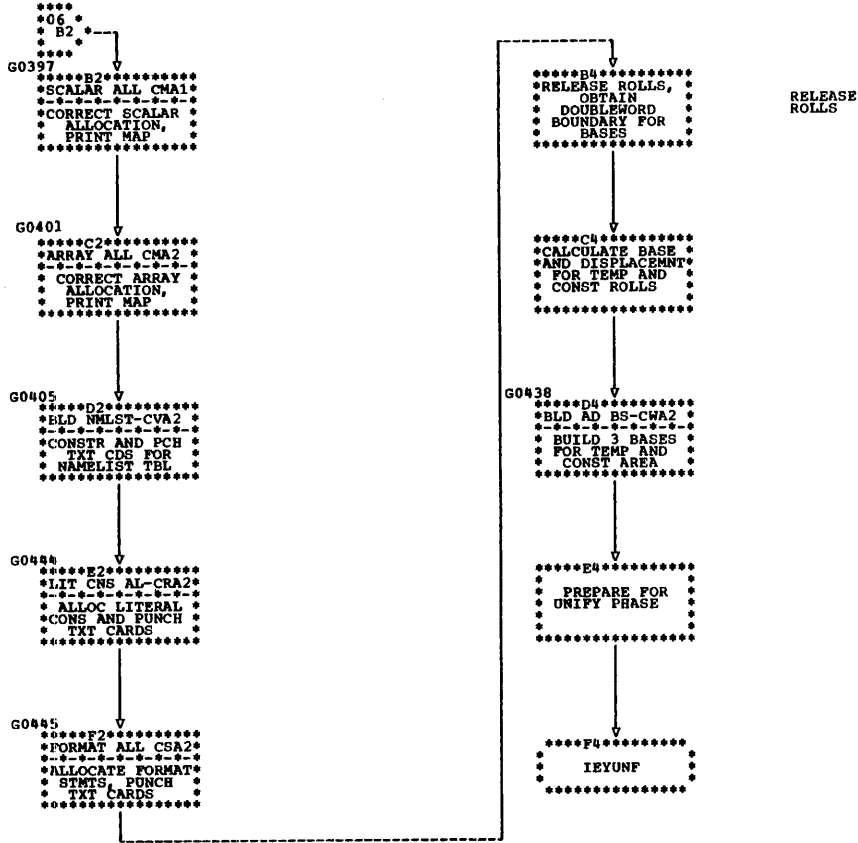 06
B2
G0397
B2
SCALAR ALL CMA1
CORRECT SCALAR
ALLOCATION,
PRINT MAP
G0401
C2
ARRAY ALL CMA2
CORRECT ARRAY
ALLOCATION,
PRINT MAP
G0405
D2
BLD NMLST-CVA2
CONSTR AND PCH
TXT CDS FOR
NAMELIST TBL
G0444
E2
LIT CNS AL-CRA2
ALLOC LITERAL
CONS AND PUNCH
TXT CARDS
G0445
F2
FORMAT ALL CSA2
ALLOCATE FORMAT
STMTS, PUNCH
TXT CARDS
B4
RELEASE ROLLS,
OBTAIN
DOUBLEWORD
BOUNDARY FOR
BASES
RELEASE
ROLLS
C4
CALCULATE BASE
AND DISPLACEMNT
FOR TEMP AND
CONST ROLLS
G0438
D4
BLD AD BS-CWA2
BUILD 3 BASES
FOR TEMP AND
CONST AREA
E4
PREPARE FOR
UNIFY PHASE
F4
IEYUNF